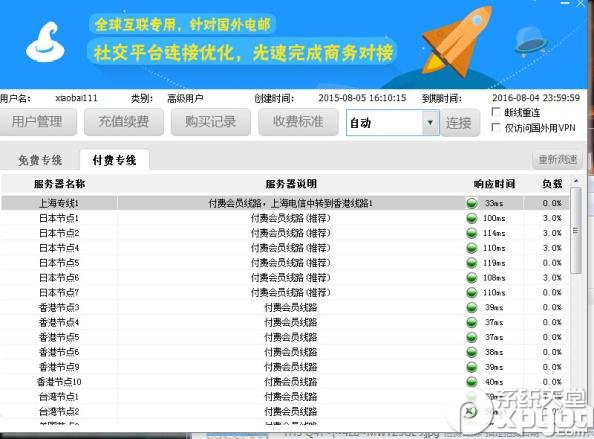 全球互联专用，针对国外电邮
社交平台连接优化，光速完成商务对接
用户名： xiaobai111 类别： 高级用户 创建时间： 2015-08-05 16:10:15 到期时间： 2016-08-04 23:59:59
用户管理 充值续费 购买记录 收费标准 自动 连接 断线重连
仅访问国外用VPN
免费专线 付费专线 重新测速
服务器名称 服务器说明 响应时间 负载
上海专线1 付费会员线路，上海电信中转到香港线路1 33ms 0.0%
日本节点1 付费会员线路(推荐) 100ms 3.0%
日本节点2 付费会员线路(推荐) 114ms 3.0%
日本节点4 付费会员线路(推荐) 110ms 3.0%
日本节点5 付费会员线路(推荐) 119ms 0.0%
日本节点6 付费会员线路(推荐) 108ms 3.0%
日本节点7 付费会员线路(推荐) 110ms 0.0%
香港节点3 付费会员线路 39ms 0.0%
香港节点4 付费会员线路 37ms 0.0%
香港节点5 付费会员线路 37ms 0.0%
香港节点6 付费会员线路 38ms 0.0%
香港节点9 付费会员线路 39ms 0.0%
香港节点10 付费会员线路 40ms 0.0%
台湾节点1 付费会员线路
台湾节点2 付费会员线路
系统天堂